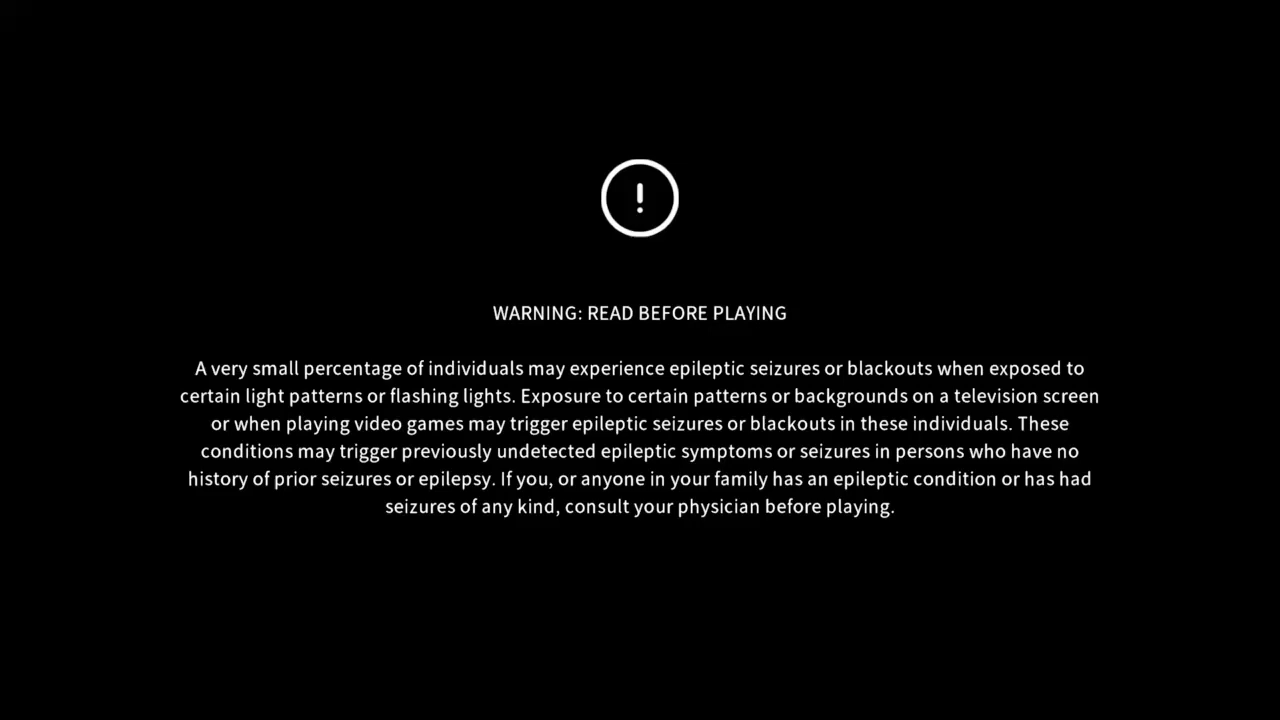 !
WARNING: READ BEFORE PLAYING
A very small percentage of individuals may experience epileptic seizures or blackouts when exposed to
certain light patterns or flashing lights. Exposure to certain patterns or backgrounds on a television screen
or when playing video games may trigger epileptic seizures or blackouts in these individuals. These
conditions may trigger previously undetected epileptic symptoms or seizures in persons who have no
history of prior seizures or epilepsy. If you, or anyone in your family has an epileptic condition or has had
seizures of any kind, consult your physician before playing.